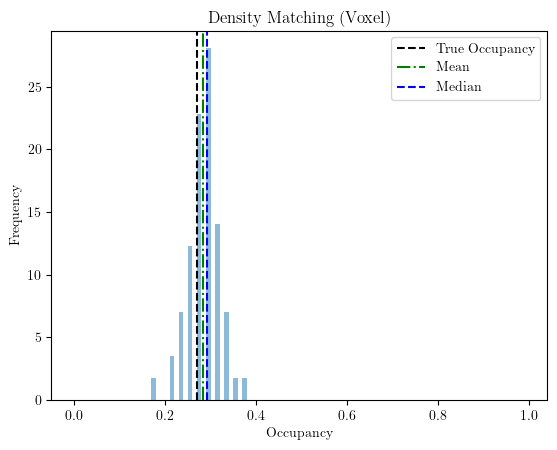 Density Matching (Voxel)
True Occupancy
Mean
Median
Frequency
25
20
15
10
5
0
0.0 0.2 0.4 0.6 0.8 1.0
Occupancy